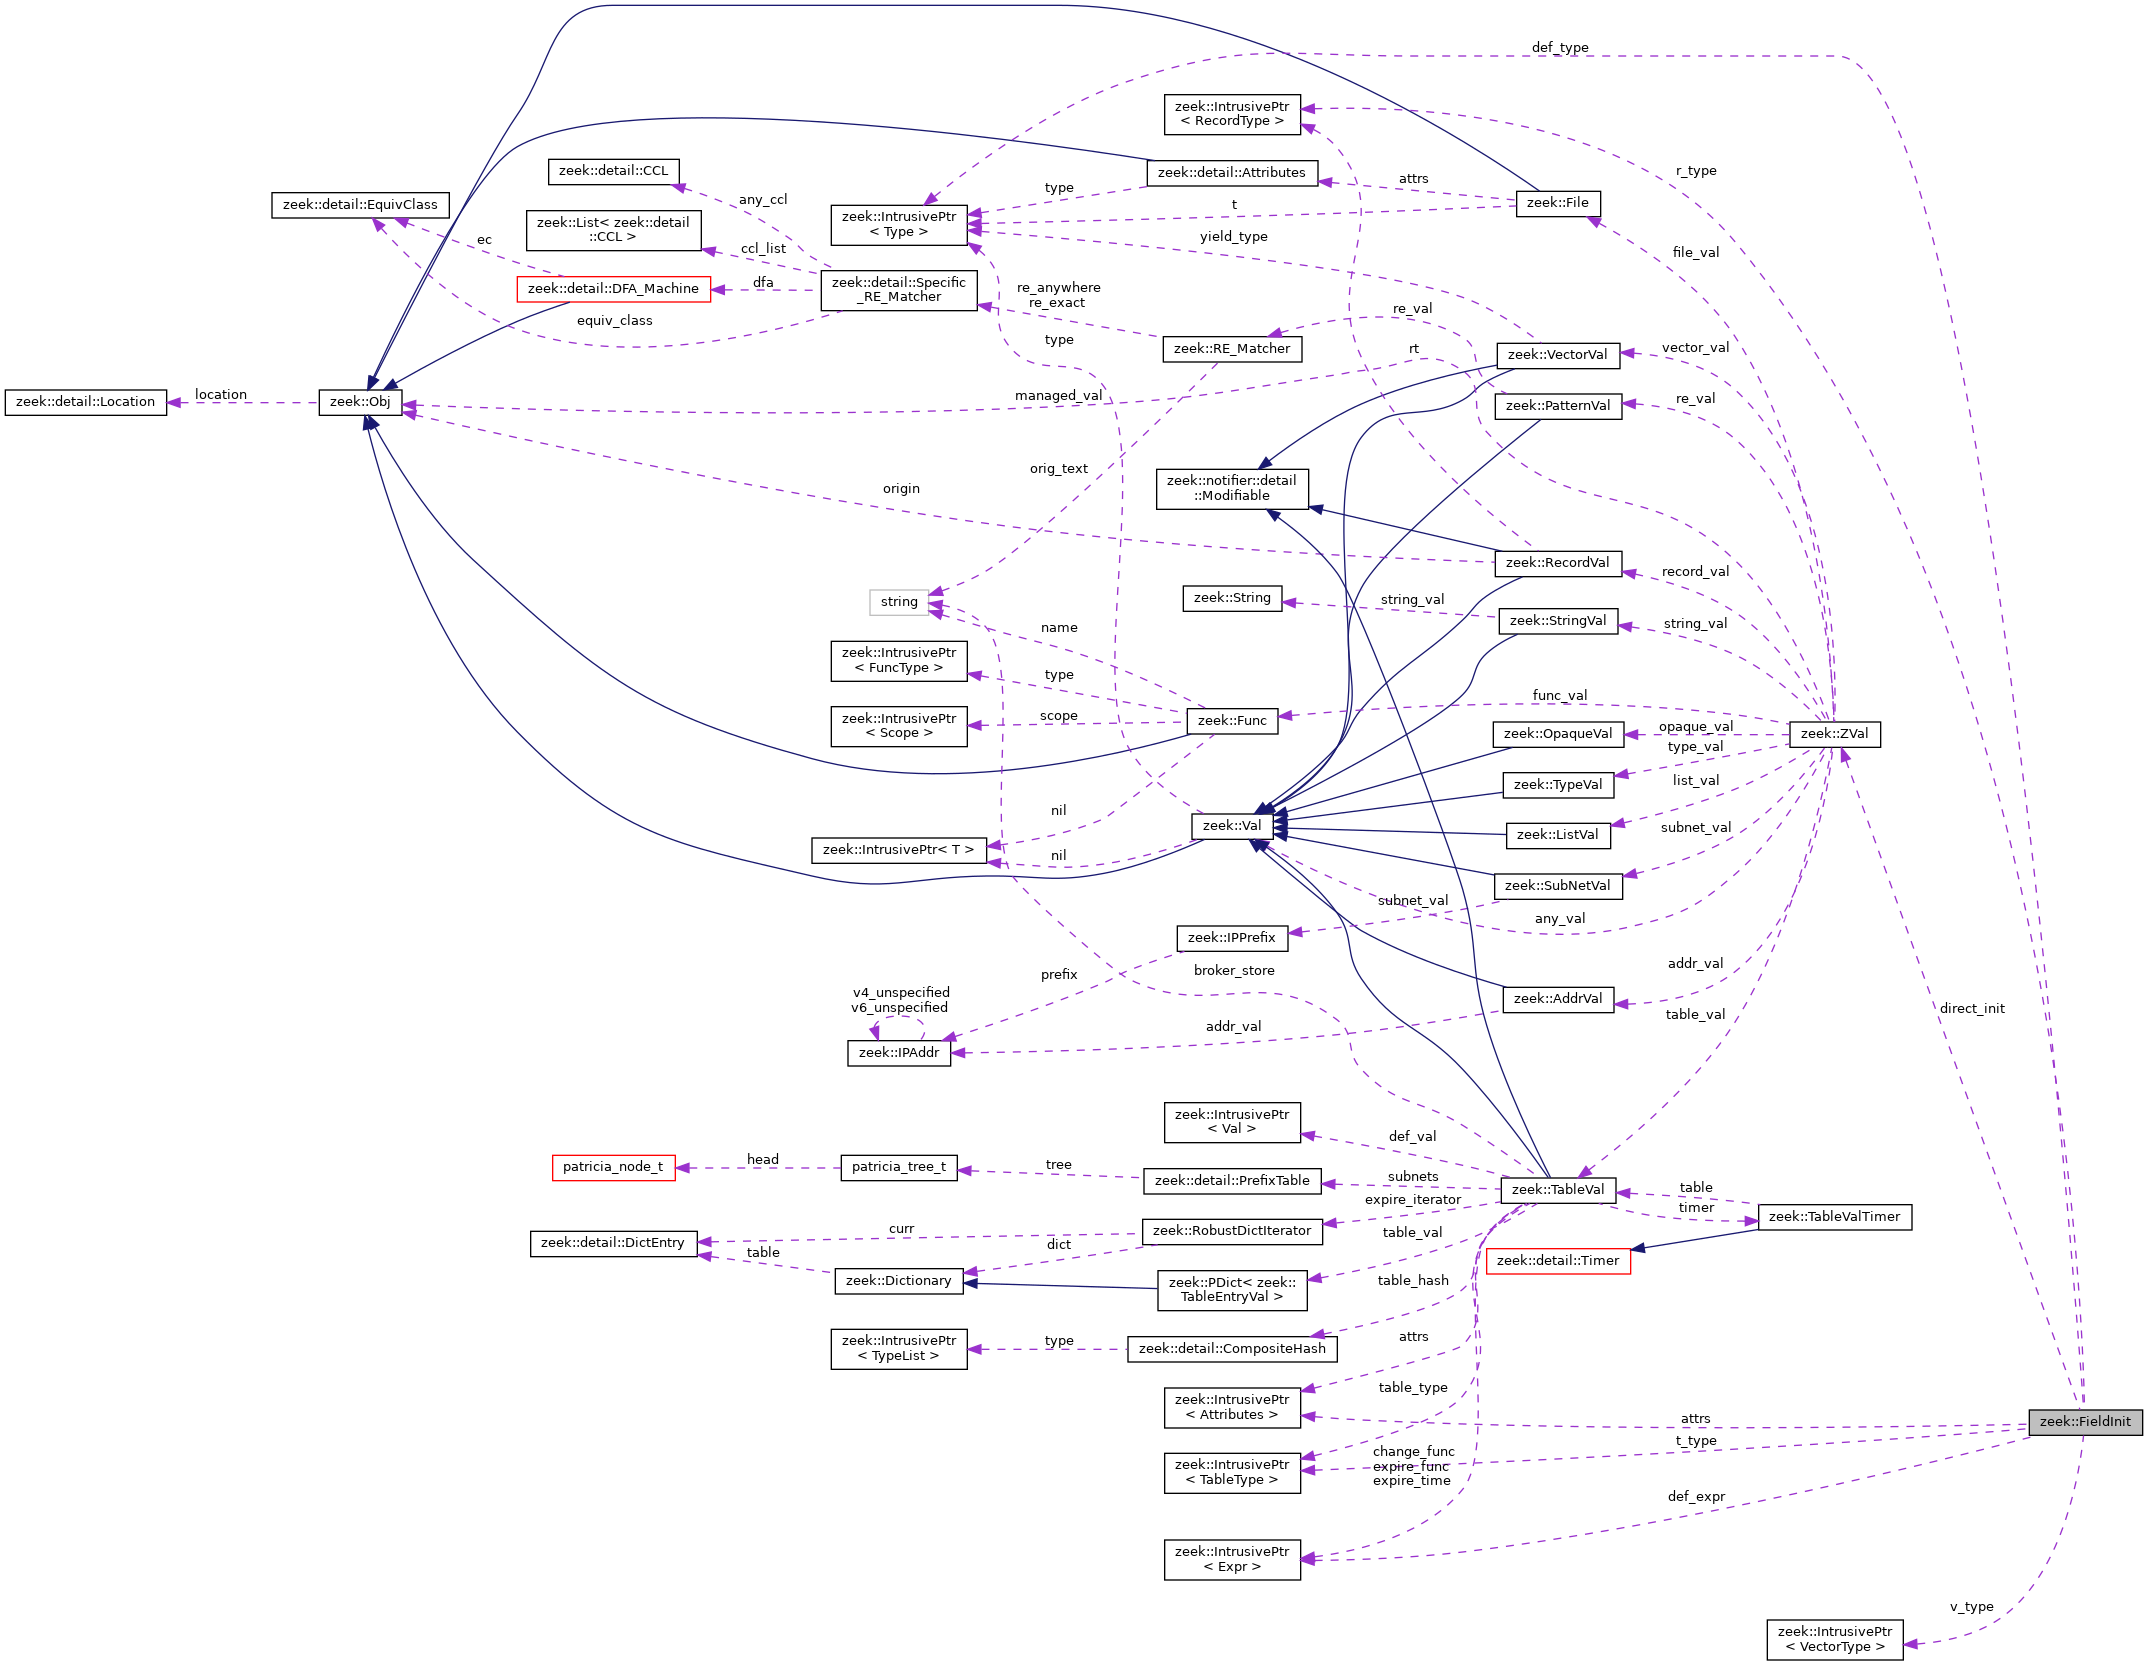 def_type
zeek::IntrusivePtr
< RecordType >
zeek::detail::CCL
zeek::detail::Attributes
r_type
attrs
type
any_ccl
zeek::detail::EquivClass
zeek::File
t
zeek::IntrusivePtr
< Type >
zeek::List< zeek::detail
::CCL >
yield_type
ec
ccl_list
file_val
dfa
zeek::detail::DFA_Machine
zeek::detail::Specific
_RE_Matcher
re_anywhere
re_exact
re_val
equiv_class
type
zeek::RE_Matcher
rt
zeek::VectorVal
vector_val
location
managed_val
re_val
zeek::detail::Location
zeek::Obj
zeek::PatternVal
orig_text
zeek::notifier::detail
::Modifiable
origin
zeek::RecordVal
record_val
string
zeek::String
string_val
zeek::StringVal
string_val
name
zeek::IntrusivePtr
< FuncType >
type
func_val
scope
zeek::IntrusivePtr
< Scope >
zeek::Func
opaque_val
zeek::OpaqueVal
zeek::ZVal
type_val
zeek::TypeVal
list_val
nil
zeek::Val
subnet_val
zeek::ListVal
zeek::IntrusivePtr< T >
nil
zeek::SubNetVal
subnet_val
any_val
zeek::IPPrefix
prefix
broker_store
addr_val
v4_unspecified
v6_unspecified
zeek::AddrVal
direct_init
table_val
addr_val
zeek::IPAddr
zeek::IntrusivePtr
< Val >
def_val
head
tree
patricia_node_t
patricia_tree_t
zeek::detail::PrefixTable
subnets
zeek::TableVal
table
expire_iterator
timer
zeek::TableValTimer
curr
zeek::RobustDictIterator
table_val
zeek::detail::DictEntry
table
dict
zeek::detail::Timer
zeek::Dictionary
zeek::PDict< zeek::
TableEntryVal >
table_hash
zeek::IntrusivePtr
< TypeList >
type
zeek::detail::CompositeHash
attrs
table_type
zeek::IntrusivePtr
< Attributes >
attrs
zeek::FieldInit
t_type
change_func
expire_func
expire_time
zeek::IntrusivePtr
< TableType >
def_expr
zeek::IntrusivePtr
< Expr >
v_type
zeek::IntrusivePtr
< VectorType >